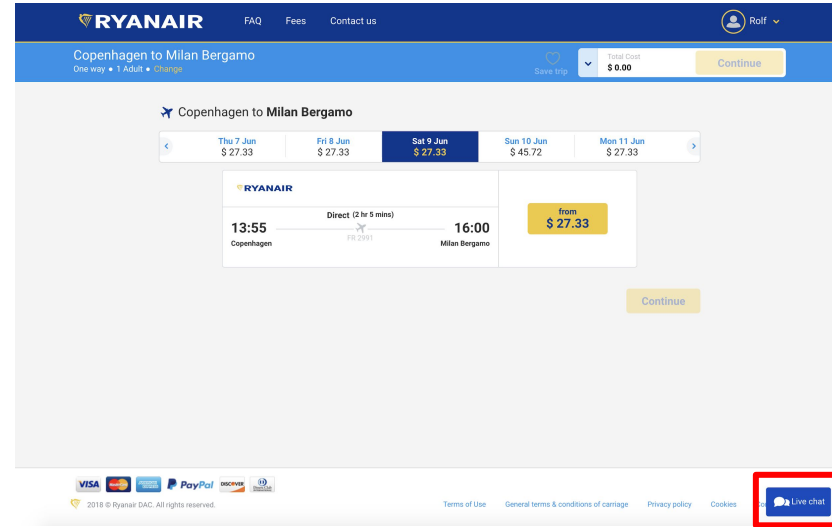 RYANAIR FAQ Fees Contact us Rolf
Copenhagen to Milan Bergamo
One way • 1 Adult • Change
Save trip
Total Cost
$ 0.00
Continue
Copenhagen to Milan Bergamo
Thu 7 Jun Fri 8 Jun Sat 9 Jun Sun 10 Jun Mon 11 Jun
$ 27.33 $ 27.33 $ 27.33 $ 45.72 $ 27.33
RYANAIR
Direct (2 hr 5 mins)
13:55 16:00
FR 2991
Copenhagen Milan Bergamo
from
$ 27.33
Continue
VISA PayPal DISCOVER
2018 © Ryanair DAC. All rights reserved. Terms of Use General terms & conditions of carriage Privacy policy Cookies
Live chat